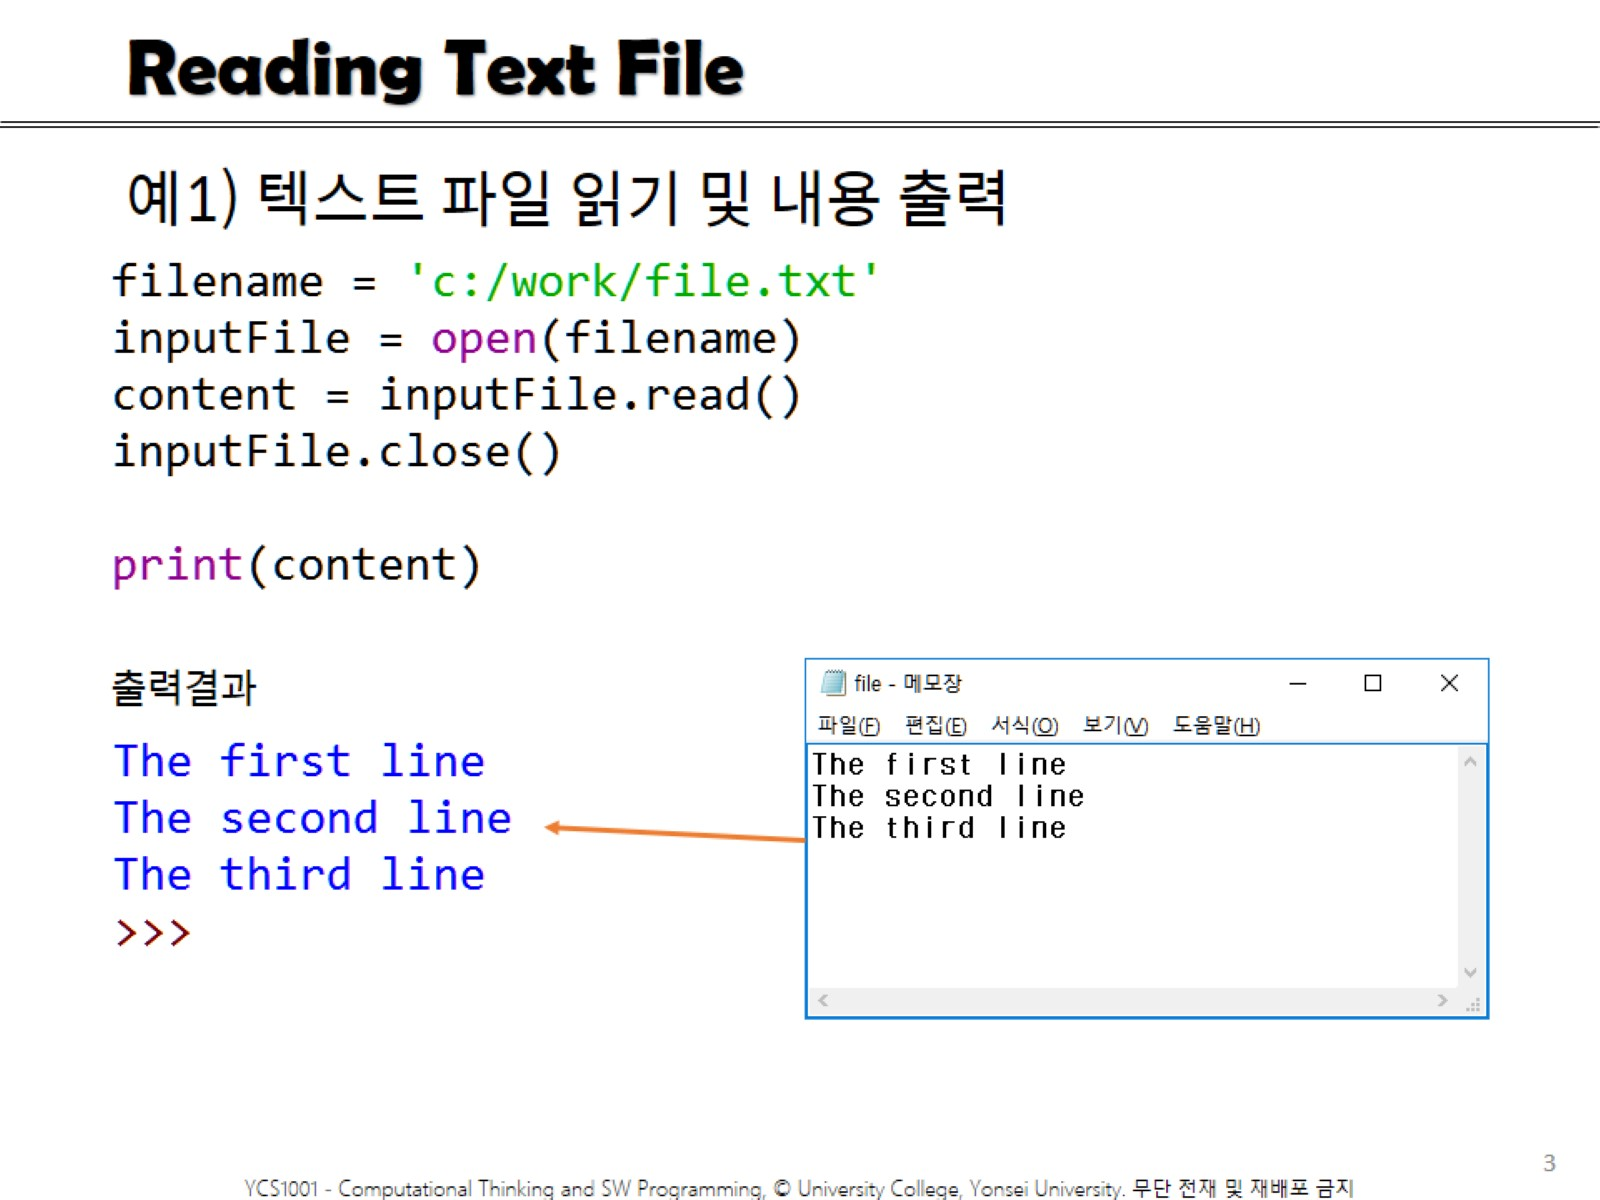 Reading Text File
예1) 텍스트 파일 읽기 및 내용 출력
filename = 'c:/work/file.txt'
inputFile = open(filename)
content = inputFile.read()
inputFile.close()
print(content)
출력결과
The first line
The second line
The third line
>>>
file - 메모장
파일(F) 편집(E) 서식(O) 보기(V) 도움말(H)
The first line
The second line
The third line
3
YCS1001 - Computational Thinking and SW Programming, © University College, Yonsei University. 무단 전재 및 재배포 금지